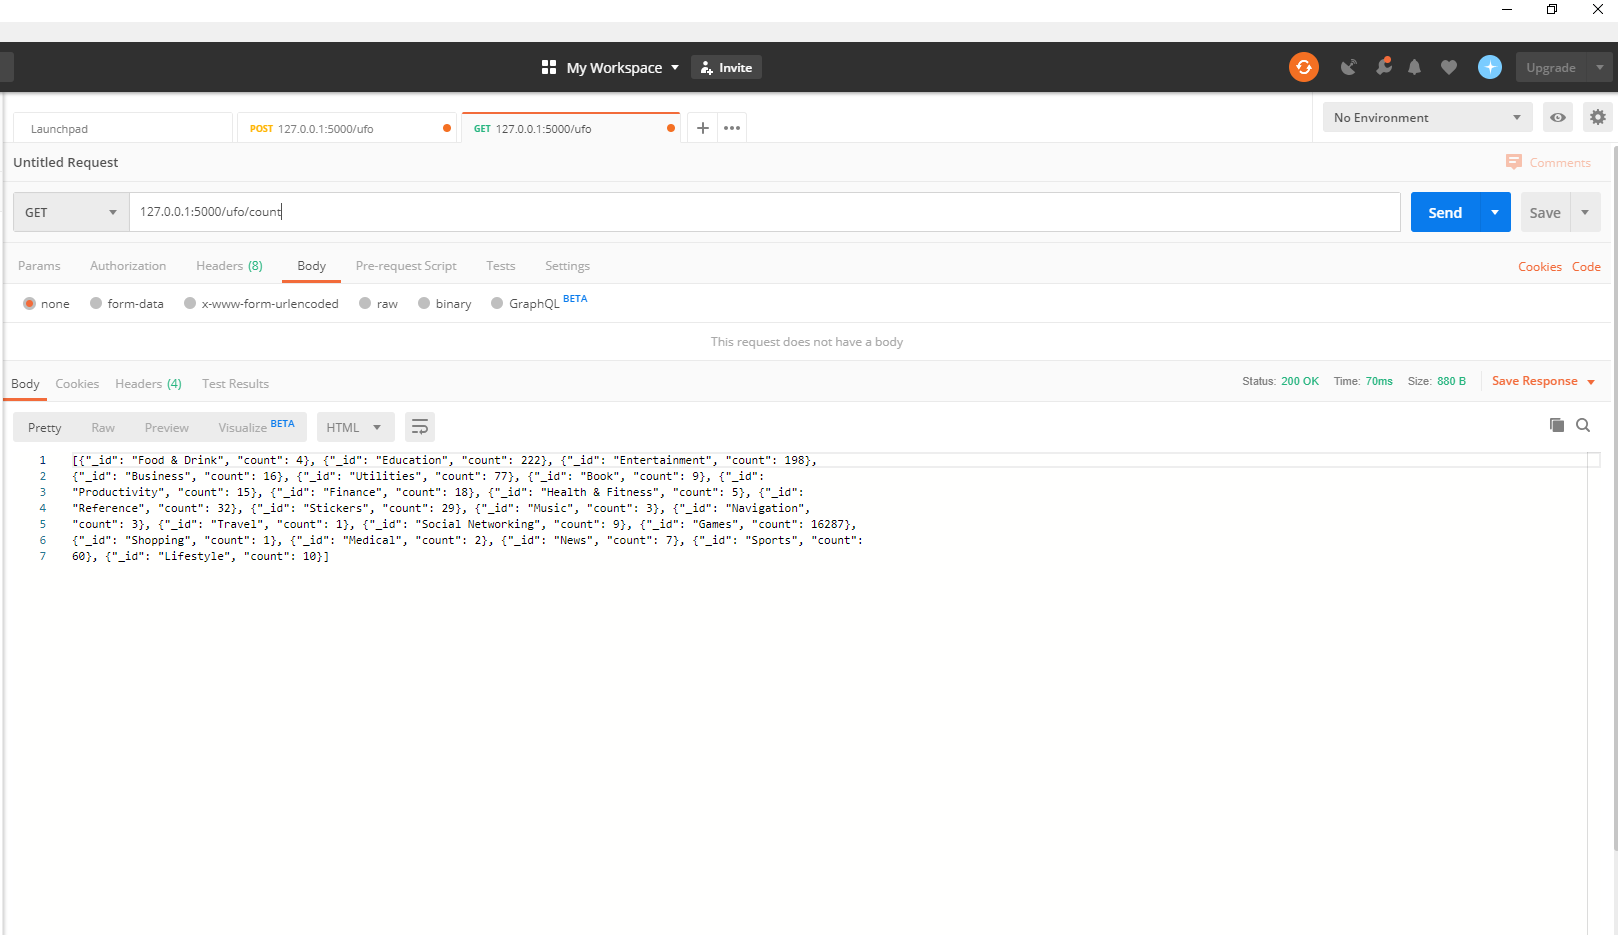 My Workspace
Invite
Upgrade
Launchpad
POST 127.0.0.1:5000/ufo
GET 127.0.0.1:5000/ufo
No Environment
Untitled Request
Comments
GET
127.0.0.1:5000/ufo/count
Send
Save
Params
Authorization
Headers (8)
Body
Pre-request Script
Tests
Settings
Cookies
Code
none
form-data
x-www-form-urlencoded
raw
binary
GraphQL BETA
This request does not have a body
Body
Cookies
Headers (4)
Test Results
Status: 200 OK
Time: 70ms
Size: 880 B
Save Response
Pretty
Raw
Preview
Visualize BETA
HTML
1 [{"_id": "Food & Drink", "count": 4}, {"_id": "Education", "count": 222}, {"_id": "Entertainment", "count": 198},
2 {"_id": "Business", "count": 16}, {"_id": "Utilities", "count": 77}, {"_id": "Book", "count": 9}, {"_id":
3 "Productivity", "count": 15}, {"_id": "Finance", "count": 18}, {"_id": "Health & Fitness", "count": 5}, {"_id":
4 "Reference", "count": 32}, {"_id": "Stickers", "count": 29}, {"_id": "Music", "count": 3}, {"_id": "Navigation",
5 "count": 3}, {"_id": "Travel", "count": 1}, {"_id": "Social Networking", "count": 9}, {"_id": "Games", "count": 16287},
6 {"_id": "Shopping", "count": 1}, {"_id": "Medical", "count": 2}, {"_id": "News", "count": 7}, {"_id": "Sports", "count":
7 60}, {"_id": "Lifestyle", "count": 10}]